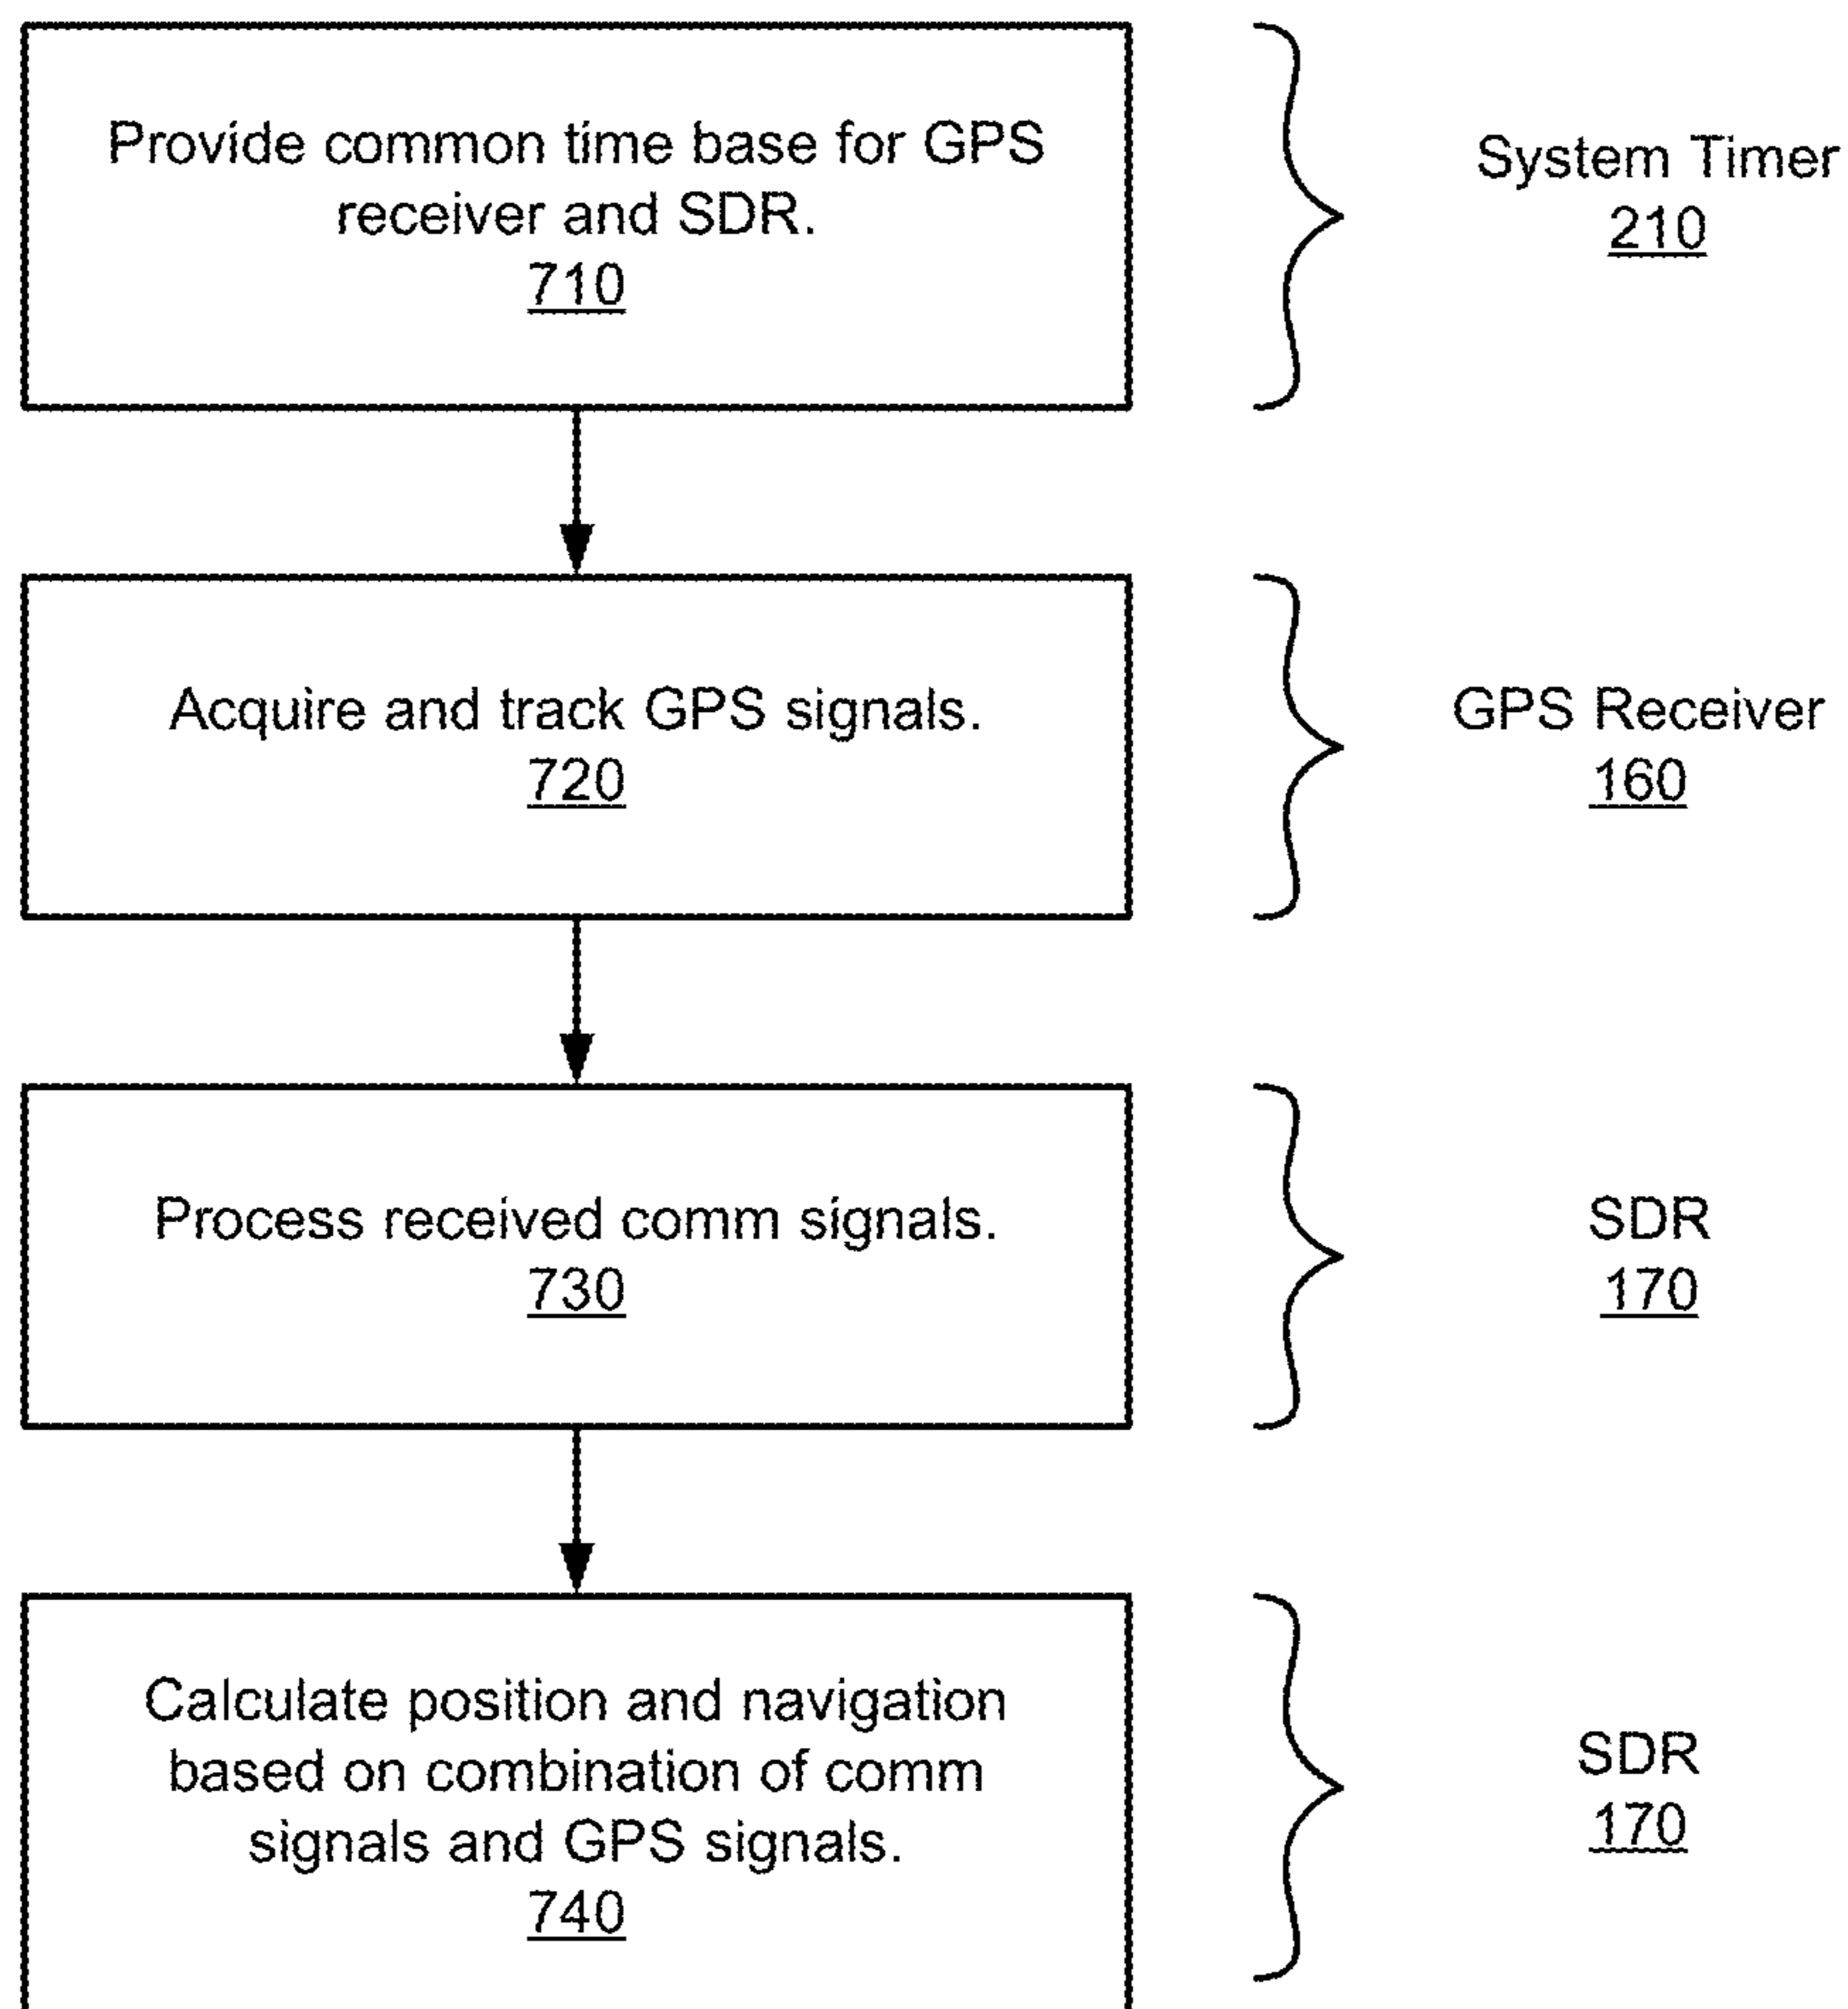 Provide common time base for GPS
receiver and SDR.
710
System Timer
210
Acquire and track GPS signals.
720
GPS Receiver
160
Process received comm signals.
730
SDR
170
Calculate position and navigation
based on combination of comm
signals and GPS signals.
740
SDR
170